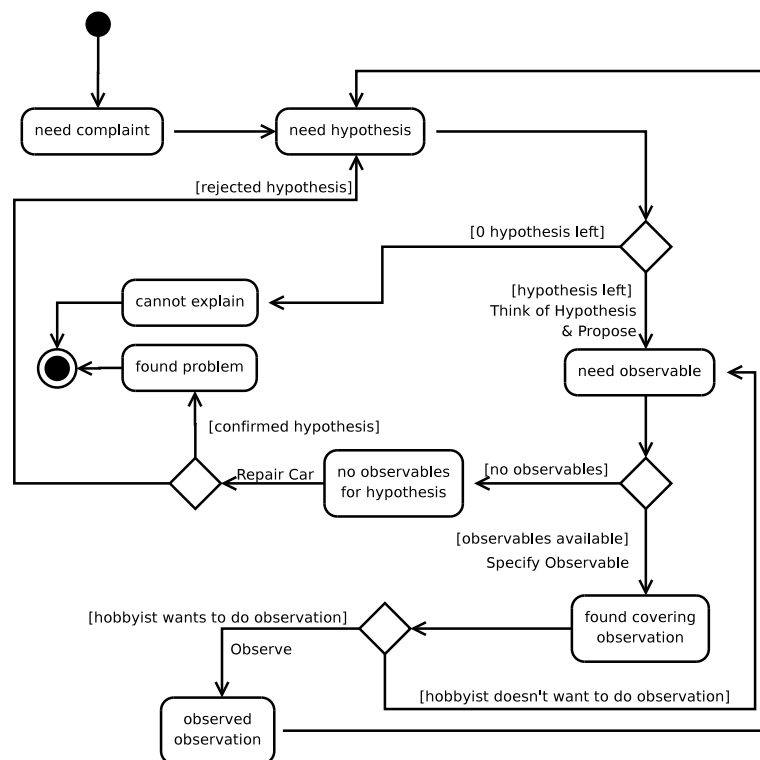 need complaint
need hypothesis
[rejected hypothesis]
[0 hypothesis left]
[hypothesis left]
Think of Hypothesis
& Propose
cannot explain
found problem
need observable
[confirmed hypothesis]
Repair Car
no observables
for hypothesis
[no observables]
[observables available]
Specify Observable
found covering
observation
[hobbyist wants to do observation]
Observe
[hobbyist doesn't want to do observation]
observed
observation